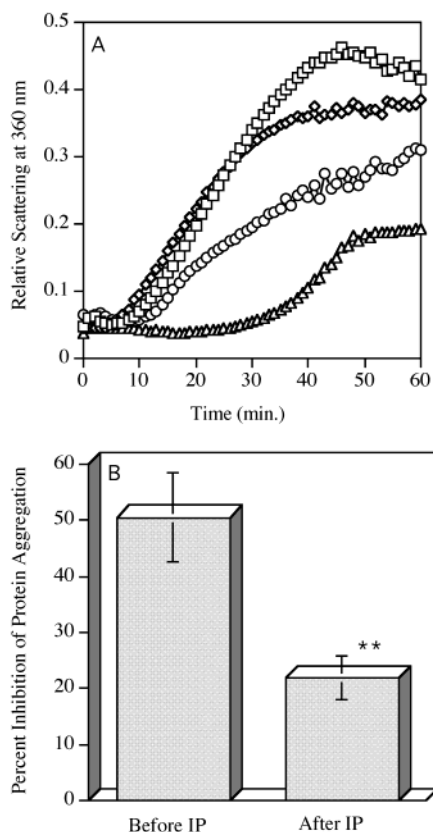 A
0.5
0.4
0.3
0.2
0.1
0
0 10 20 30 40 50 60
Relative Scattering at 360 nm
Time (min.)
B
60
50
40
30
20
10
0
Percent Inhibition of Protein Aggregation
**
Before IP After IP